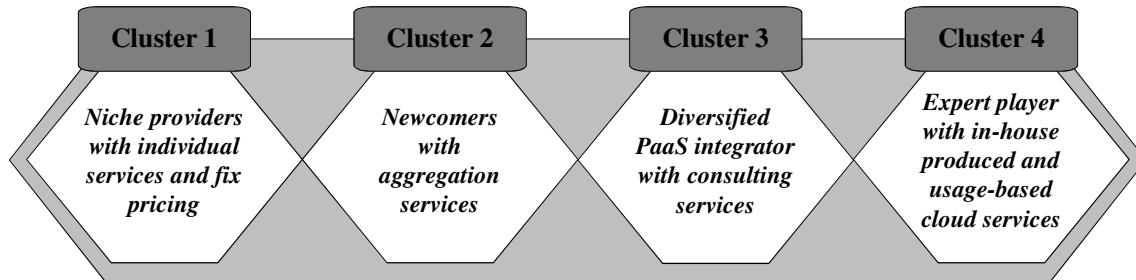 Cluster 1
Niche providers
with individual
services and fix
pricing
Cluster 2
Newcomers
with
aggregation
services
Cluster 3
Diversified
PaaS integrator
with consulting
services
Cluster 4
Expert player
with in-house
produced and
usage-based
cloud services